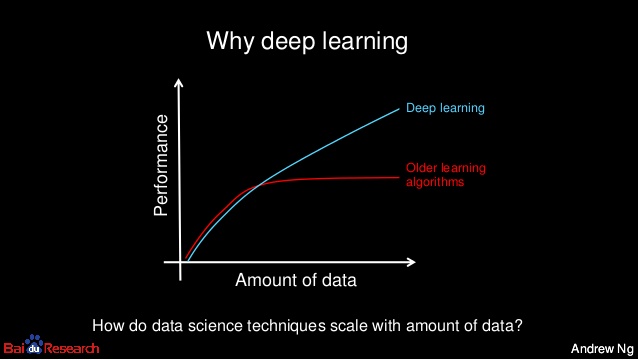 Why deep learning
Performance
Deep learning
Older learning
algorithms
Amount of data
How do data science techniques scale with amount of data?
Bai du Research
Andrew Ng